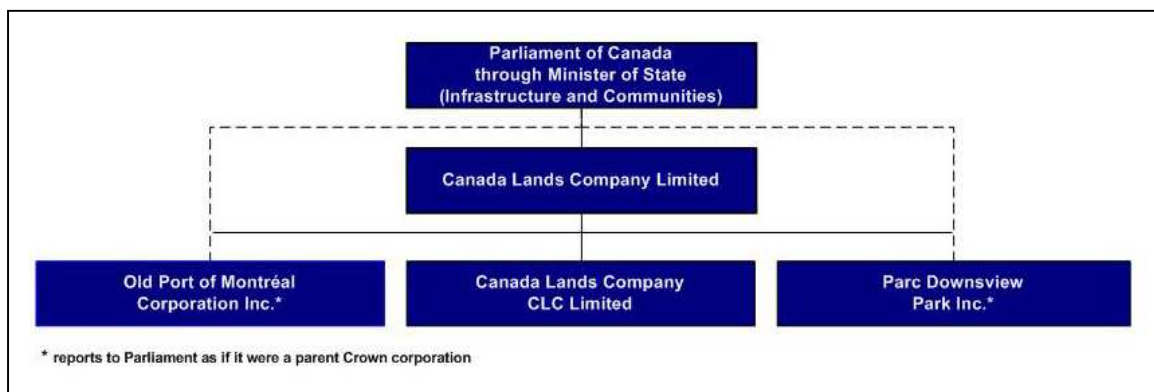 Parliament of Canada
through Minister of State
(Infrastructure and Communities)
Canada Lands Company Limited
Old Port of Montréal
Corporation Inc.*
Canada Lands Company
CLC Limited
Parc Downsview
Park Inc.*
* reports to Parliament as if it were a parent Crown corporation